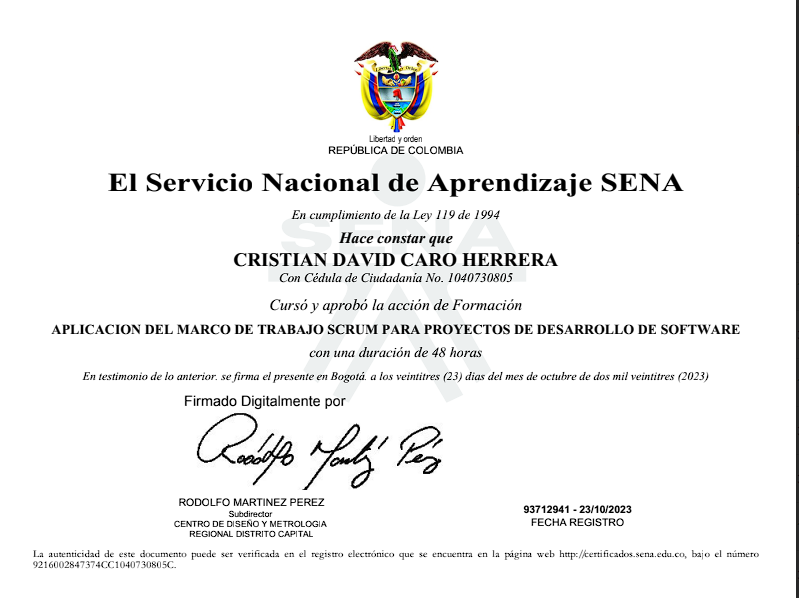 Libertad y orden
REPÚBLICA DE COLOMBIA
El Servicio Nacional de Aprendizaje SENA
En cumplimiento de la Ley 119 de 1994
Hace constar que
CRISTIAN DAVID CARO HERRERA
Con Cédula de Ciudadanía No. 1040730805
Cursó y aprobó la acción de Formación
APLICACION DEL MARCO DE TRABAJO SCRUM PARA PROYECTOS DE DESARROLLO DE SOFTWARE
con una duración de 48 horas
En testimonio de lo anterior. se firma el presente en Bogotá. a los veintitres (23) dias del mes de octubre de dos mil veintitres (2023)
SENA
Firmado Digitalmente por
Rodolfo Martínez Pérez
RODOLFO MARTINEZ PEREZ
Subdirector
CENTRO DE DISEÑO Y METROLOGIA
REGIONAL DISTRITO CAPITAL
93712941 - 23/10/2023
FECHA REGISTRO
La autenticidad de este documento puede ser verificada en el registro electrónico que se encuentra en la página web http://certificados.sena.edu.co, bajo el número
9216002847374CC1040730805C.